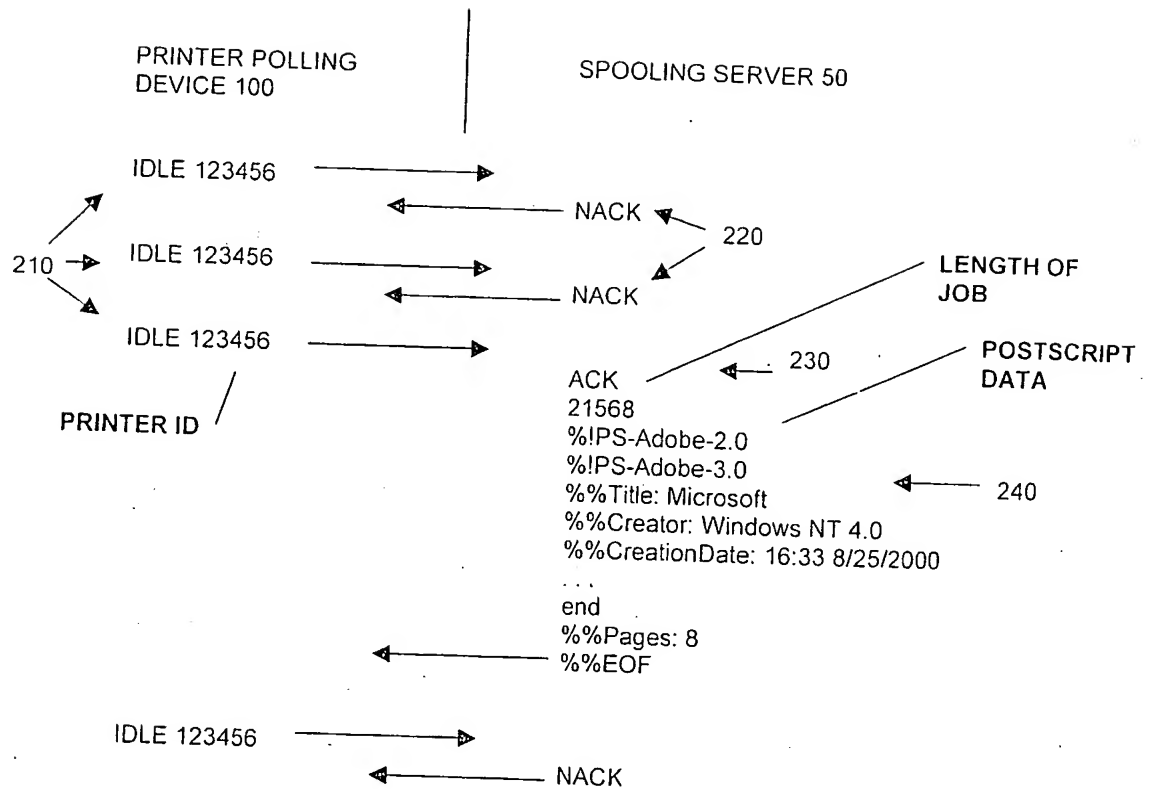 PRINTER POLLING
DEVICE 100
SPOOLING SERVER 50
IDLE 123456
NACK
220
210
IDLE 123456
NACK
LENGTH OF
JOB
IDLE 123456
230
POSTSCRIPT
DATA
PRINTER ID
ACK
21568
%!PS-Adobe-2.0
%!PS-Adobe-3.0
%%Title: Microsoft
240
%%Creator: Windows NT 4.0
%%CreationDate: 16:33 8/25/2000
...
end
%%Pages: 8
%%EOF
IDLE 123456
NACK